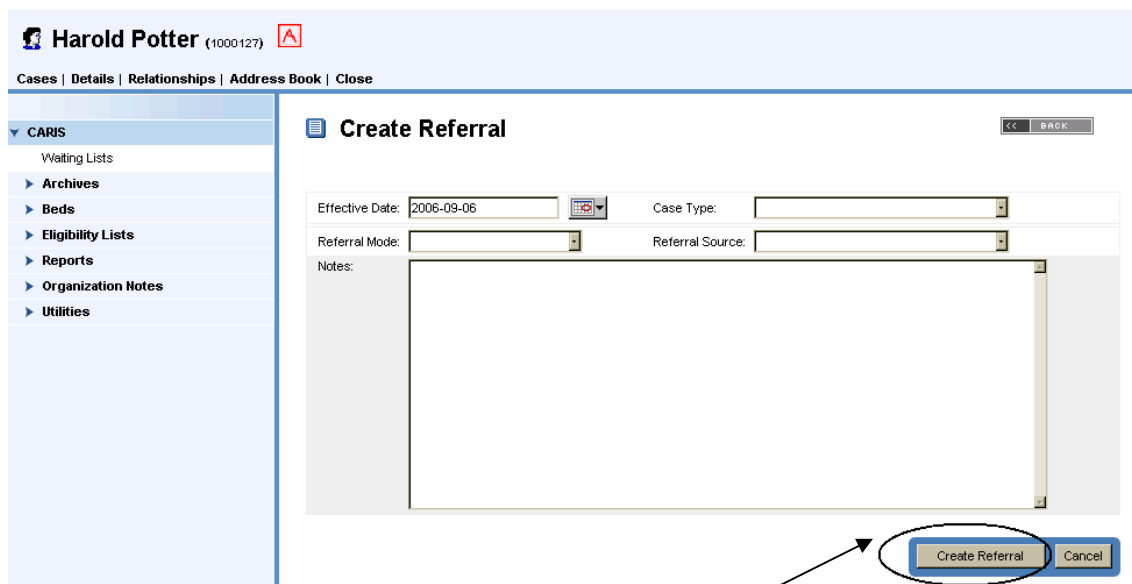 Harold Potter (1000127) A
Cases | Details | Relationships | Address Book | Close
CARIS
Waiting Lists
Archives
Beds
Eligibility Lists
Reports
Organization Notes
Utilities
Create Referral
<< BACK
Effective Date: 2006-09-06 Case Type:
Referral Mode: Referral Source:
Notes:
Create Referral Cancel